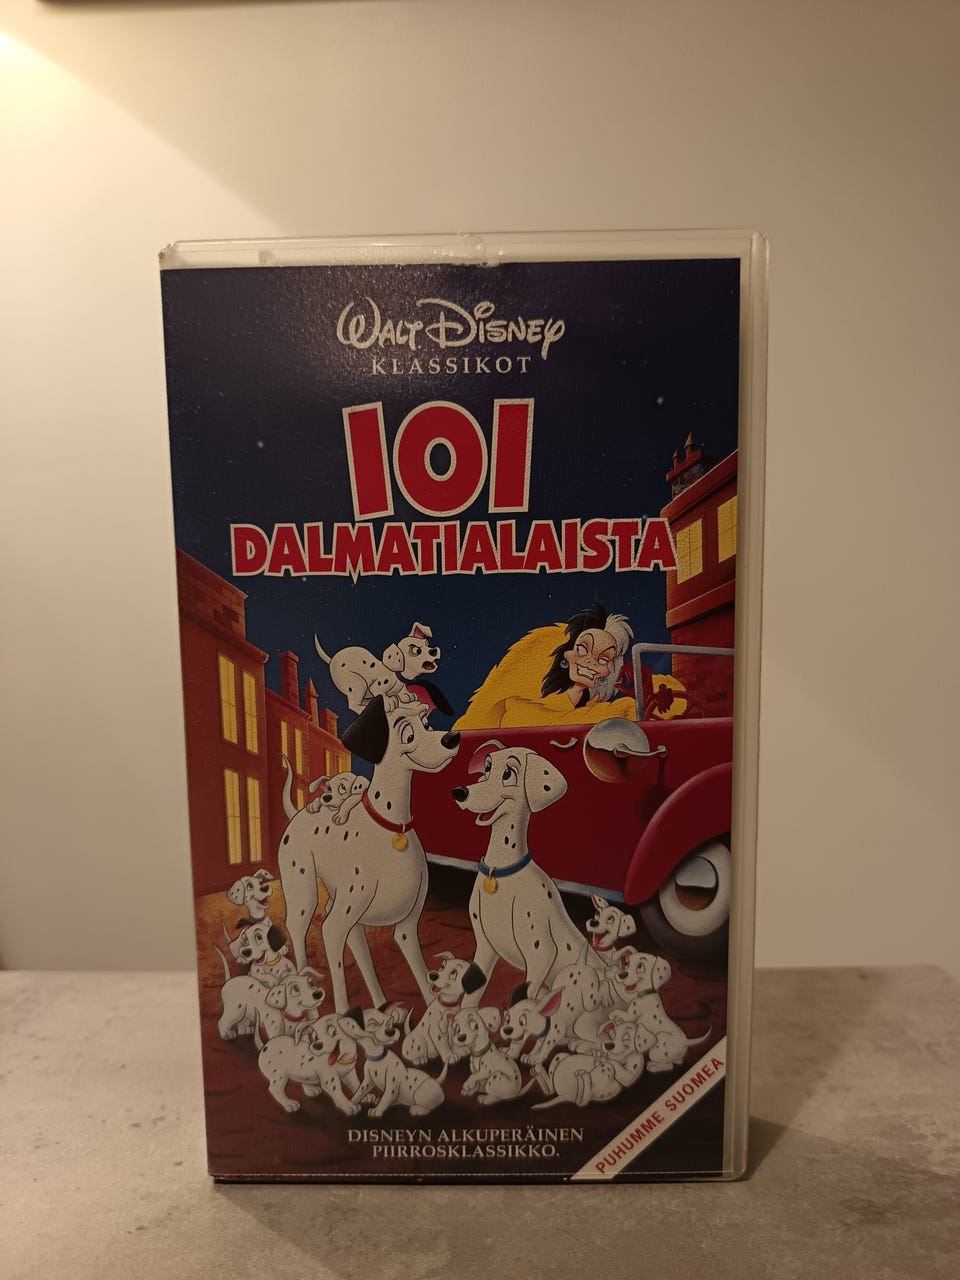 Walt Disney
KLASSIKOT
101
DALMATIALAISTA
DISNEYN ALKUPERÄINEN
PIIRROSKLASSIKKO.
PUHUMME SUOMEA